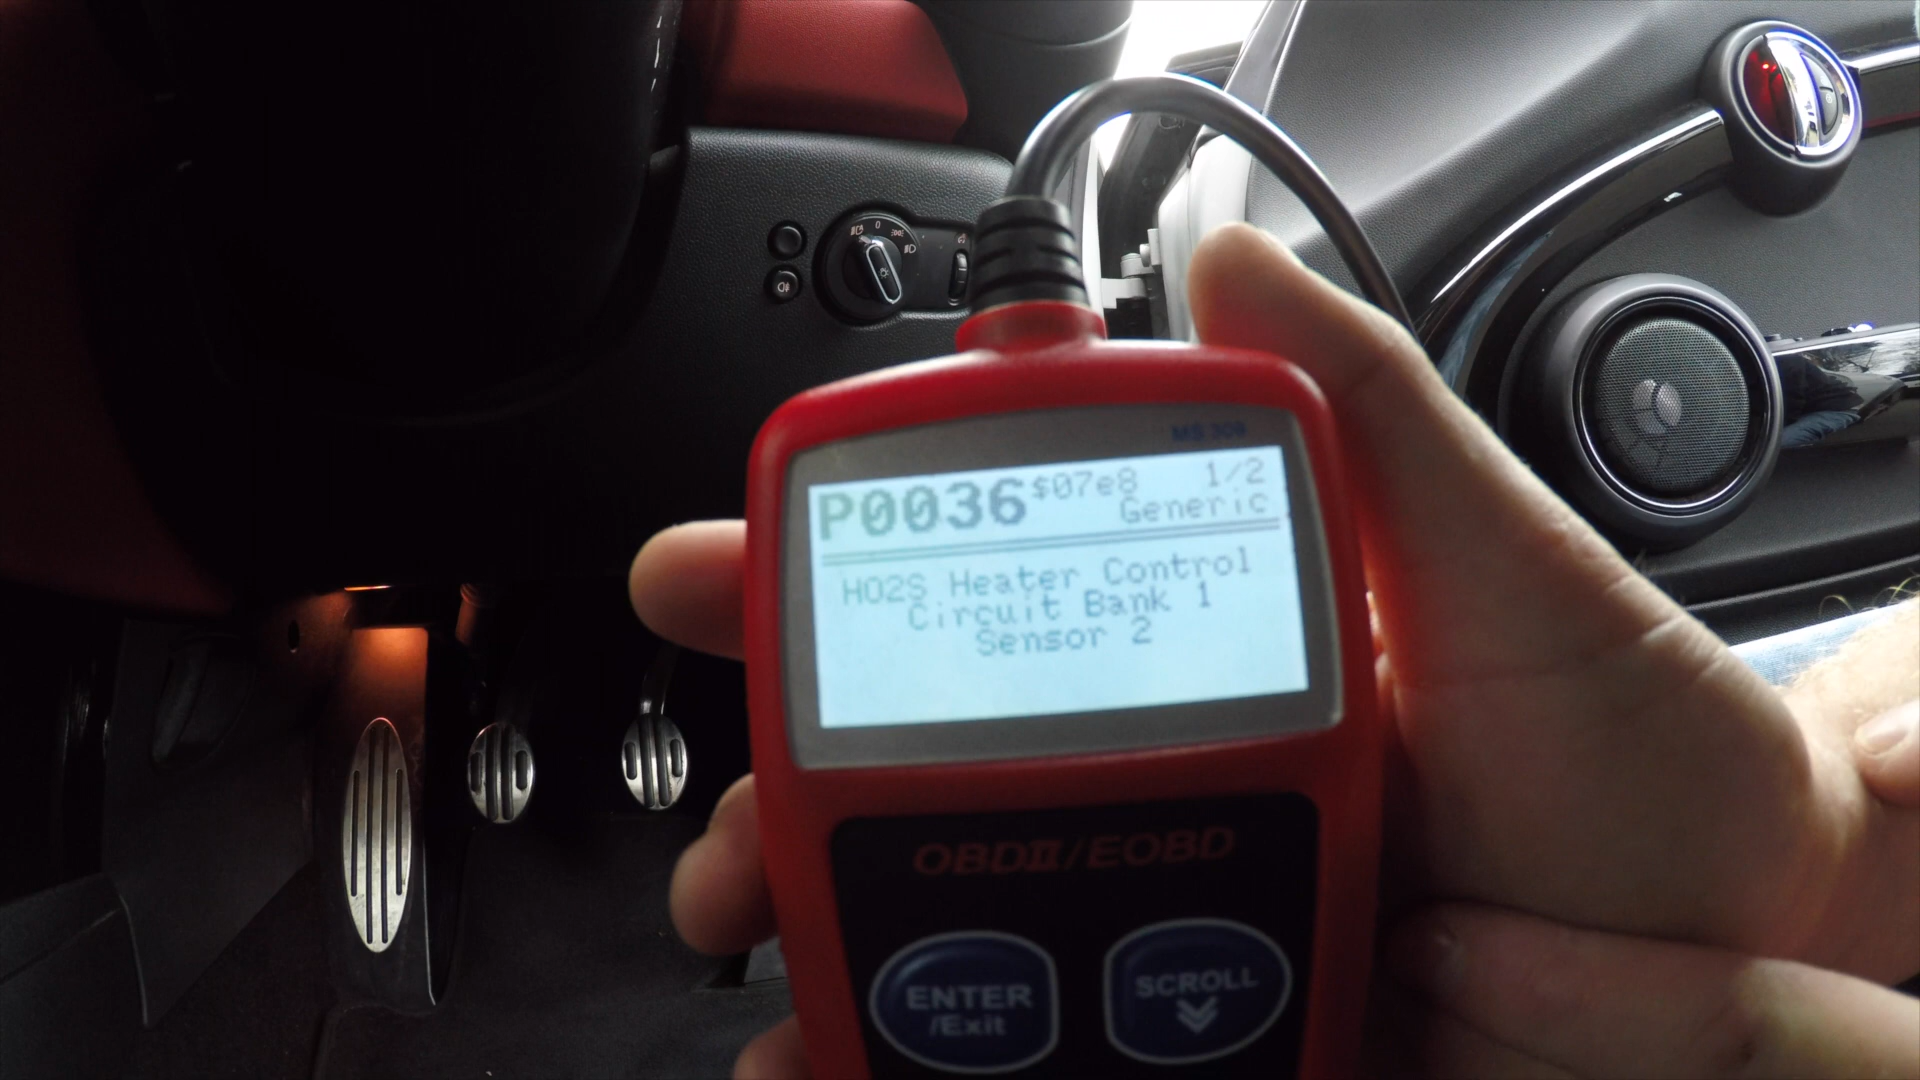 0
MS 309
P0036 $07e8 1/2
Generic
HO2S Heater Control
Circuit Bank 1
Sensor 2
OBDII/EOBD
ENTER
/Exit
SCROLL